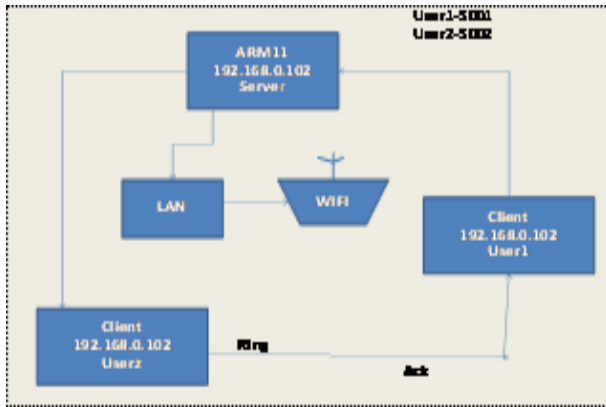 User1-5001
User2-5002
ARM11
192.168.0.102
Server
LAN
WIFI
Client
192.168.0.102
User1
Client
192.168.0.102
User2
Ring
Ack